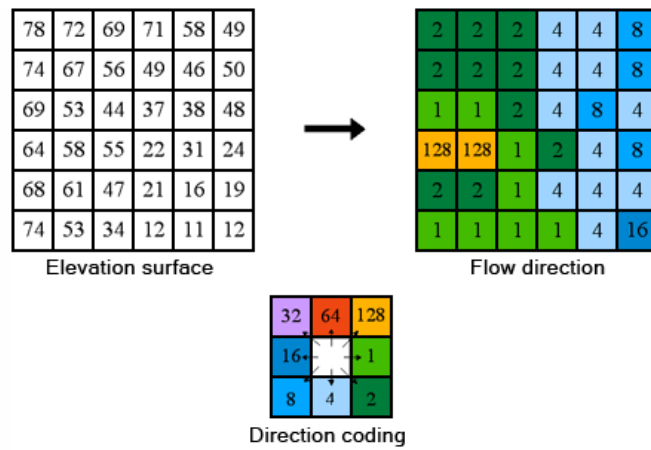 78 72 69 71 58 49 2 2 2 4 4 8
74 67 56 49 46 50 2 2 2 4 4 8
69 53 44 37 38 48 1 1 2 4 8 4
64 58 55 22 31 24 128 128 1 2 4 8
68 61 47 21 16 19 2 2 1 4 4 4
74 53 34 12 11 12 1 1 1 1 4 16
Elevation surface Flow direction
32 64 128
16 1
8 4 2
Direction coding